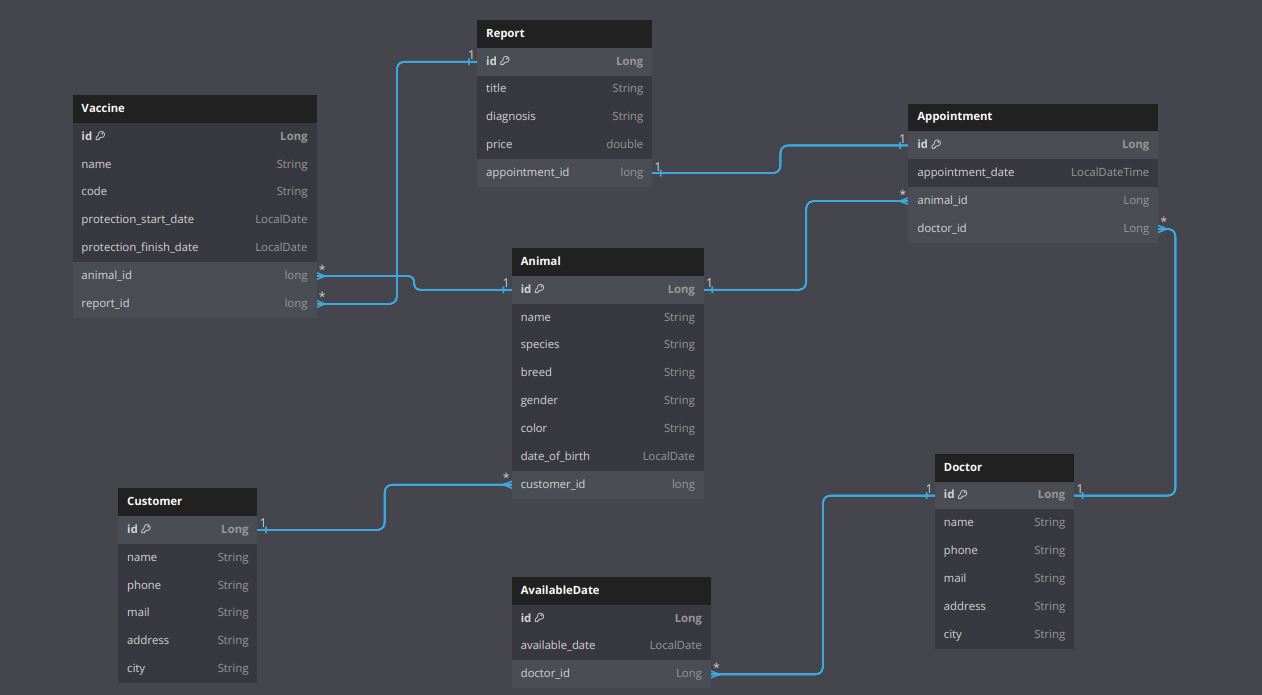 Report
id Long
title String
diagnosis String
price double
appointment_id long
1
1
Vaccine
id Long
name String
code String
protection_start_date LocalDate
protection_finish_date LocalDate
animal_id long
report_id long
*
*
Appointment
id Long
appointment_date LocalDateTime
animal_id Long
doctor_id Long
1
*
*
Animal
id Long
name String
species String
breed String
gender String
color String
date_of_birth LocalDate
customer_id long
1
1
*
Customer
id Long
name String
phone String
mail String
address String
city String
1
Doctor
id Long
name String
phone String
mail String
address String
city String
1
1
AvailableDate
id Long
available_date LocalDate
doctor_id Long
*